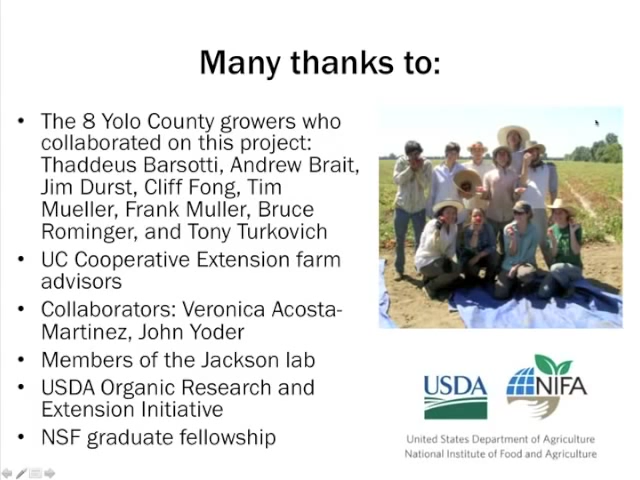 Many thanks to:
• The 8 Yolo County growers who
collaborated on this project:
Thaddeus Barsotti, Andrew Brait,
Jim Durst, Cliff Fong, Tim
Mueller, Frank Muller, Bruce
Rominger, and Tony Turkovich
• UC Cooperative Extension farm
advisors
• Collaborators: Veronica Acosta-
Martinez, John Yoder
• Members of the Jackson lab
• USDA Organic Research and
Extension Initiative
• NSF graduate fellowship
USDA NIFA
United States Department of Agriculture
National Institute of Food and Agriculture